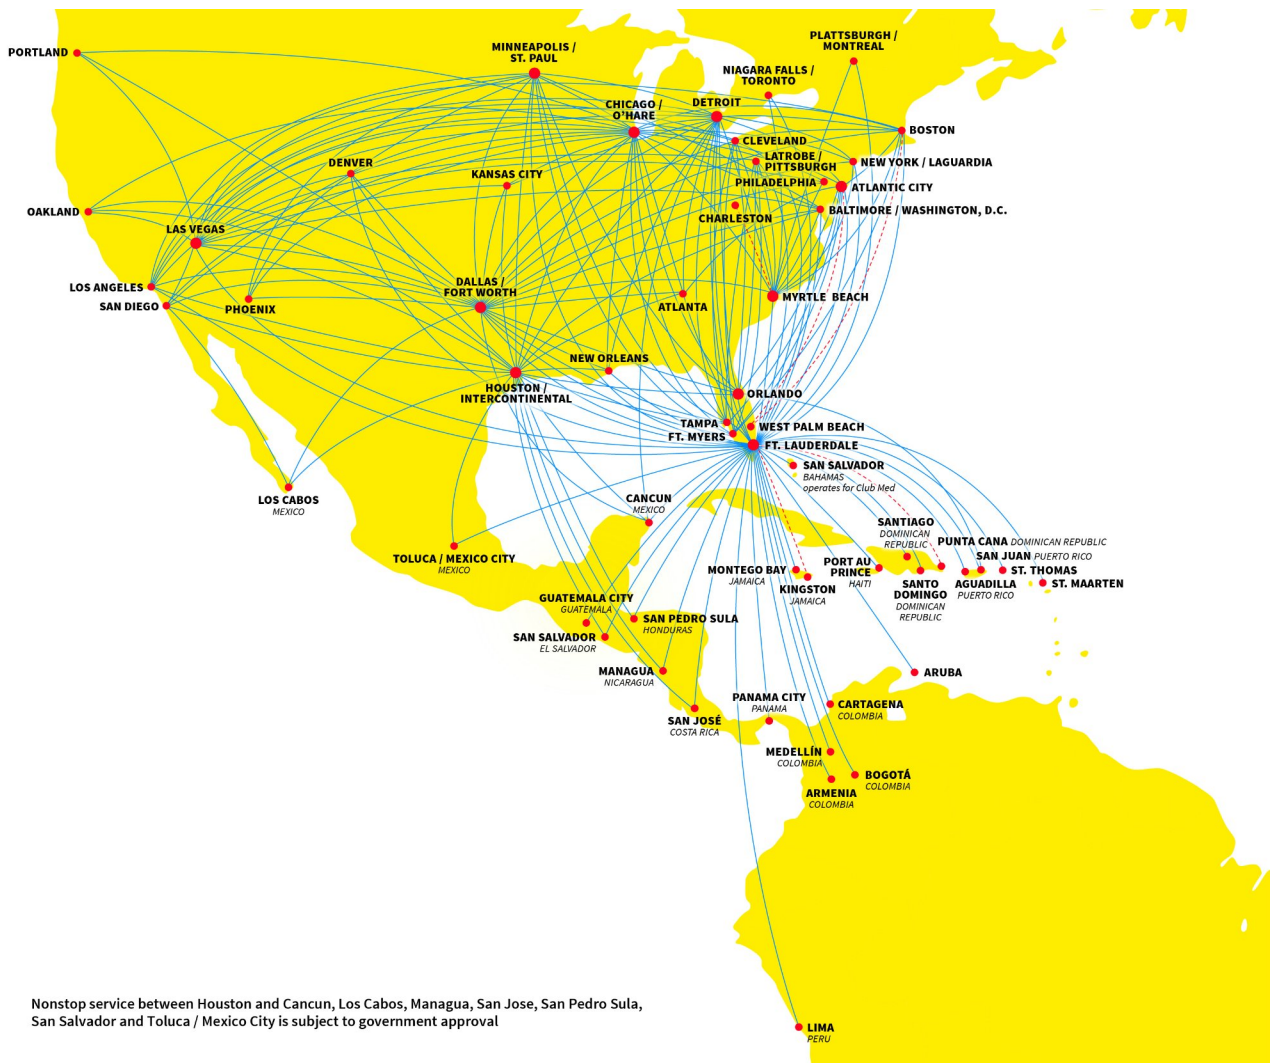 PORTLAND
MINNEAPOLIS /
ST. PAUL
PLATTSBURGH /
MONTREAL
NIAGARA FALLS /
TORONTO
CHICAGO /
O'HARE
DETROIT
BOSTON
CLEVELAND
LATROBE /
PITTSBURGH
NEW YORK / LAGUARDIA
DENVER
KANSAS CITY
PHILADELPHIA
ATLANTIC CITY
OAKLAND
CHARLESTON
BALTIMORE / WASHINGTON, D.C.
LAS VEGAS
LOS ANGELES
SAN DIEGO
PHOENIX
DALLAS /
FORT WORTH
ATLANTA
MYRTLE BEACH
NEW ORLEANS
HOUSTON /
INTERCONTINENTAL
ORLANDO
TAMPA
WEST PALM BEACH
FT. MYERS
FT. LAUDERDALE
SAN SALVADOR
BAHAMAS
operates for Club Med
LOS CABOS
MEXICO
CANCUN
MEXICO
TOLUCA / MEXICO CITY
MEXICO
SANTIAGO
DOMINICAN
REPUBLIC
PUNTA CANA DOMINICAN REPUBLIC
SAN JUAN PUERTO RICO
ST. THOMAS
ST. MAARTEN
MONTEGO BAY
JAMAICA
KINGSTON
JAMAICA
PORT AU
PRINCE
HAITI
SANTO
DOMINGO
DOMINICAN
REPUBLIC
AGUADILLA
PUERTO RICO
GUATEMALA CITY
GUATEMALA
SAN PEDRO SULA
HONDURAS
SAN SALVADOR
EL SALVADOR
MANAGUA
NICARAGUA
ARUBA
PANAMA CITY
PANAMA
SAN JOSÉ
COSTA RICA
CARTAGENA
COLOMBIA
MEDELLÍN
COLOMBIA
BOGOTÁ
COLOMBIA
ARMENIA
COLOMBIA
Nonstop service between Houston and Cancun, Los Cabos, Managua, San Jose, San Pedro Sula,
San Salvador and Toluca / Mexico City is subject to government approval
LIMA
PERU